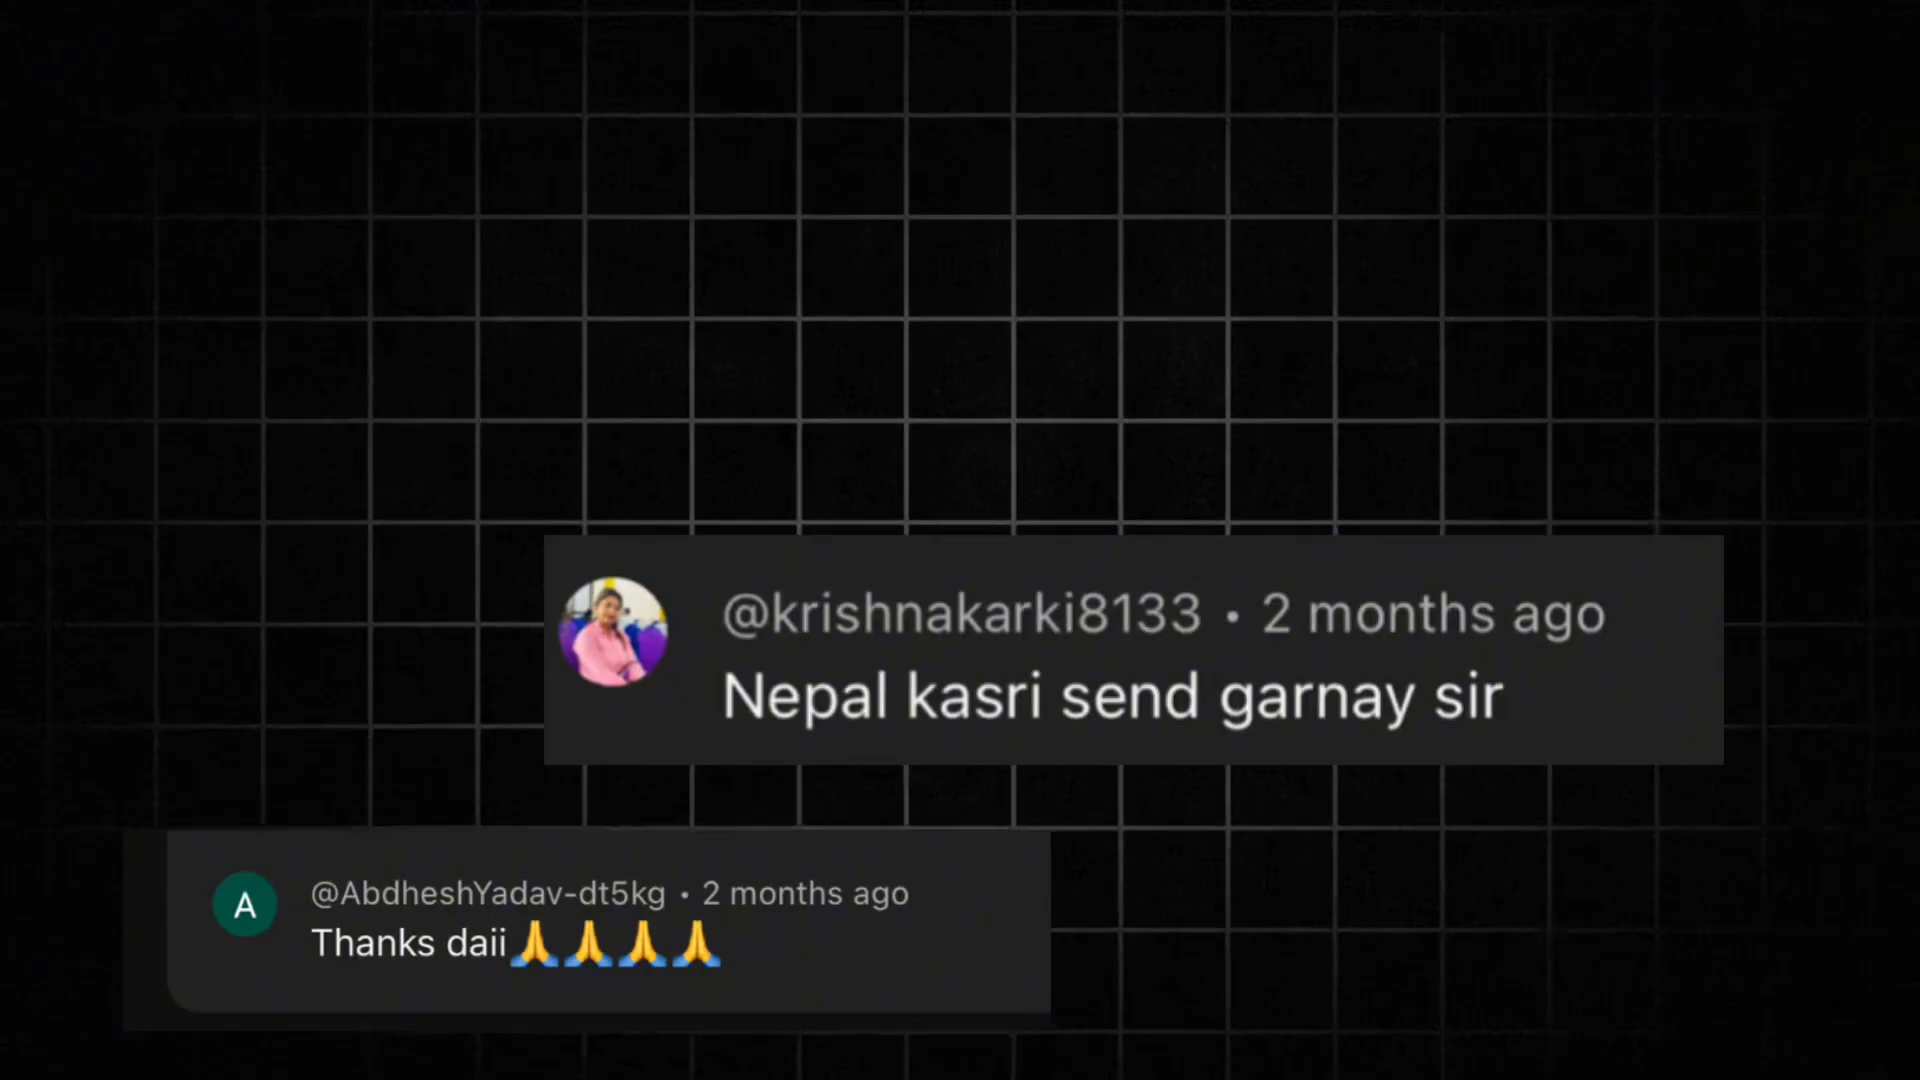 @krishnakarki8133 • 2 months ago
Nepal kasri send garnay sir
A
@AbdheshYadav-dt5kg • 2 months ago
Thanks daii🙏🙏🙏🙏